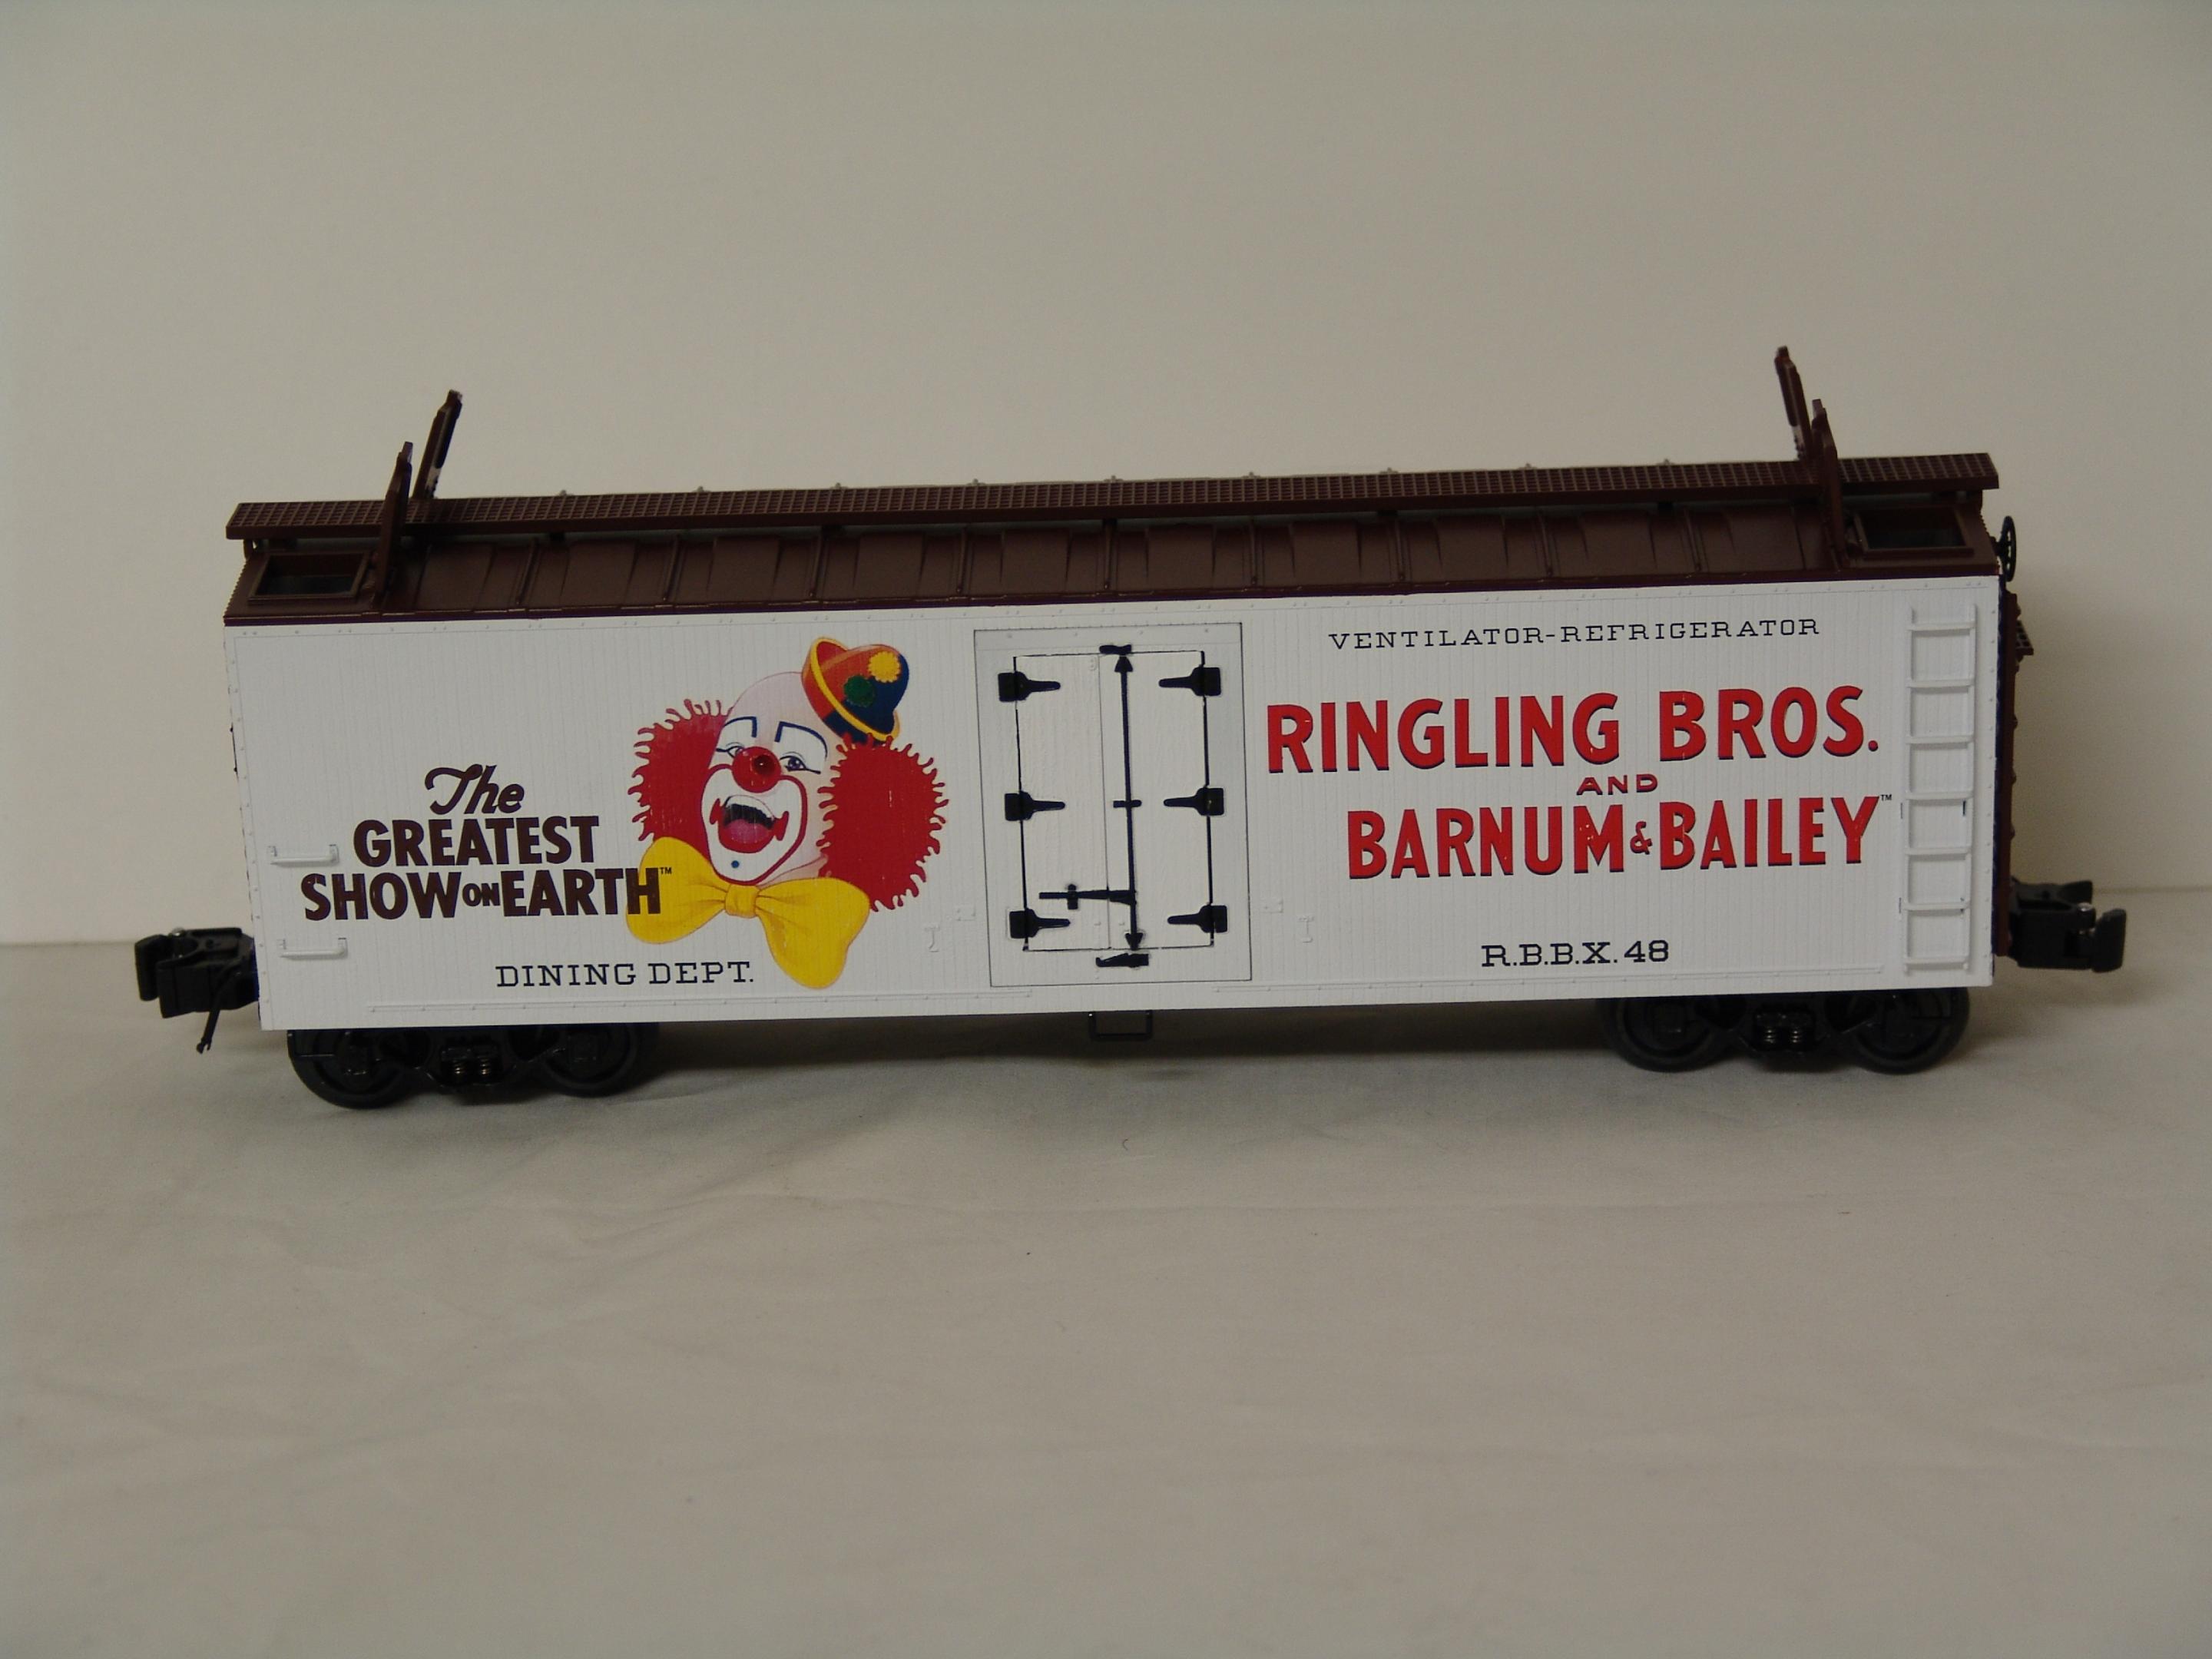 The
GREATEST
SHOW ON EARTH™
DINING DEPT.
VENTILATOR-REFRIGERATOR
RINGLING BROS.
AND
BARNUM & BAILEY™
R.B.B.X. 48